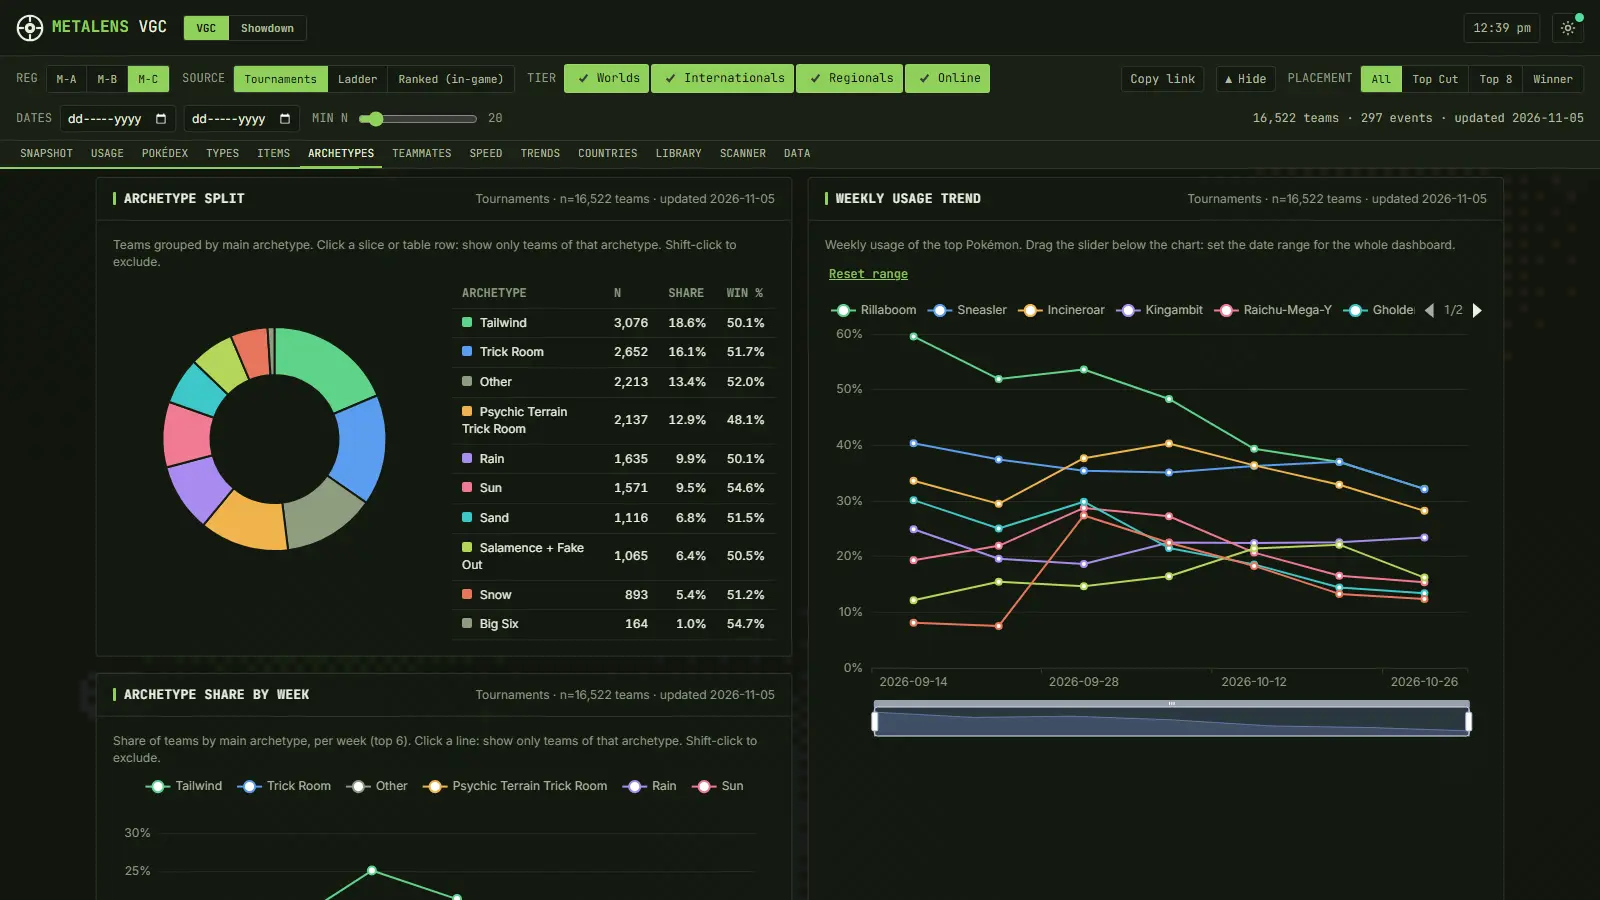 METALENS VGC
VGC
Showdown
12:39 pm
REG
M-A
M-B
M-C
SOURCE
Tournaments
Ladder
Ranked (in-game)
TIER
✓ Worlds
✓ Internationals
✓ Regionals
✓ Online
Copy link
▲ Hide
PLACEMENT
All
Top Cut
Top 8
Winner
DATES
dd-----yyyy
dd-----yyyy
MIN N
20
16,522 teams · 297 events · updated 2026-11-05
SNAPSHOT
USAGE
POKÉDEX
TYPES
ITEMS
ARCHETYPES
TEAMMATES
SPEED
TRENDS
COUNTRIES
LIBRARY
SCANNER
DATA
ARCHETYPE SPLIT
Tournaments · n=16,522 teams · updated 2026-11-05
Teams grouped by main archetype. Click a slice or table row: show only teams of that archetype. Shift-click to
exclude.
ARCHETYPE N SHARE WIN %
Tailwind 3,076 18.6% 50.1%
Trick Room 2,652 16.1% 51.7%
Other 2,213 13.4% 52.0%
Psychic Terrain
Trick Room 2,137 12.9% 48.1%
Rain 1,635 9.9% 50.1%
Sun 1,571 9.5% 54.6%
Sand 1,116 6.8% 51.5%
Salamence + Fake
Out 1,065 6.4% 50.5%
Snow 893 5.4% 51.2%
Big Six 164 1.0% 54.7%
ARCHETYPE SHARE BY WEEK
Tournaments · n=16,522 teams · updated 2026-11-05
Share of teams by main archetype, per week (top 6). Click a line: show only teams of that archetype. Shift-click to
exclude.
Tailwind
Trick Room
Other
Psychic Terrain Trick Room
Rain
Sun
30%
25%
WEEKLY USAGE TREND
Tournaments · n=16,522 teams · updated 2026-11-05
Weekly usage of the top Pokémon. Drag the slider below the chart: set the date range for the whole dashboard.
Reset range
Rillaboom
Sneasler
Incineroar
Kingambit
Raichu-Mega-Y
Gholde
1/2
60%
50%
40%
30%
20%
10%
0%
2026-09-14
2026-09-28
2026-10-12
2026-10-26